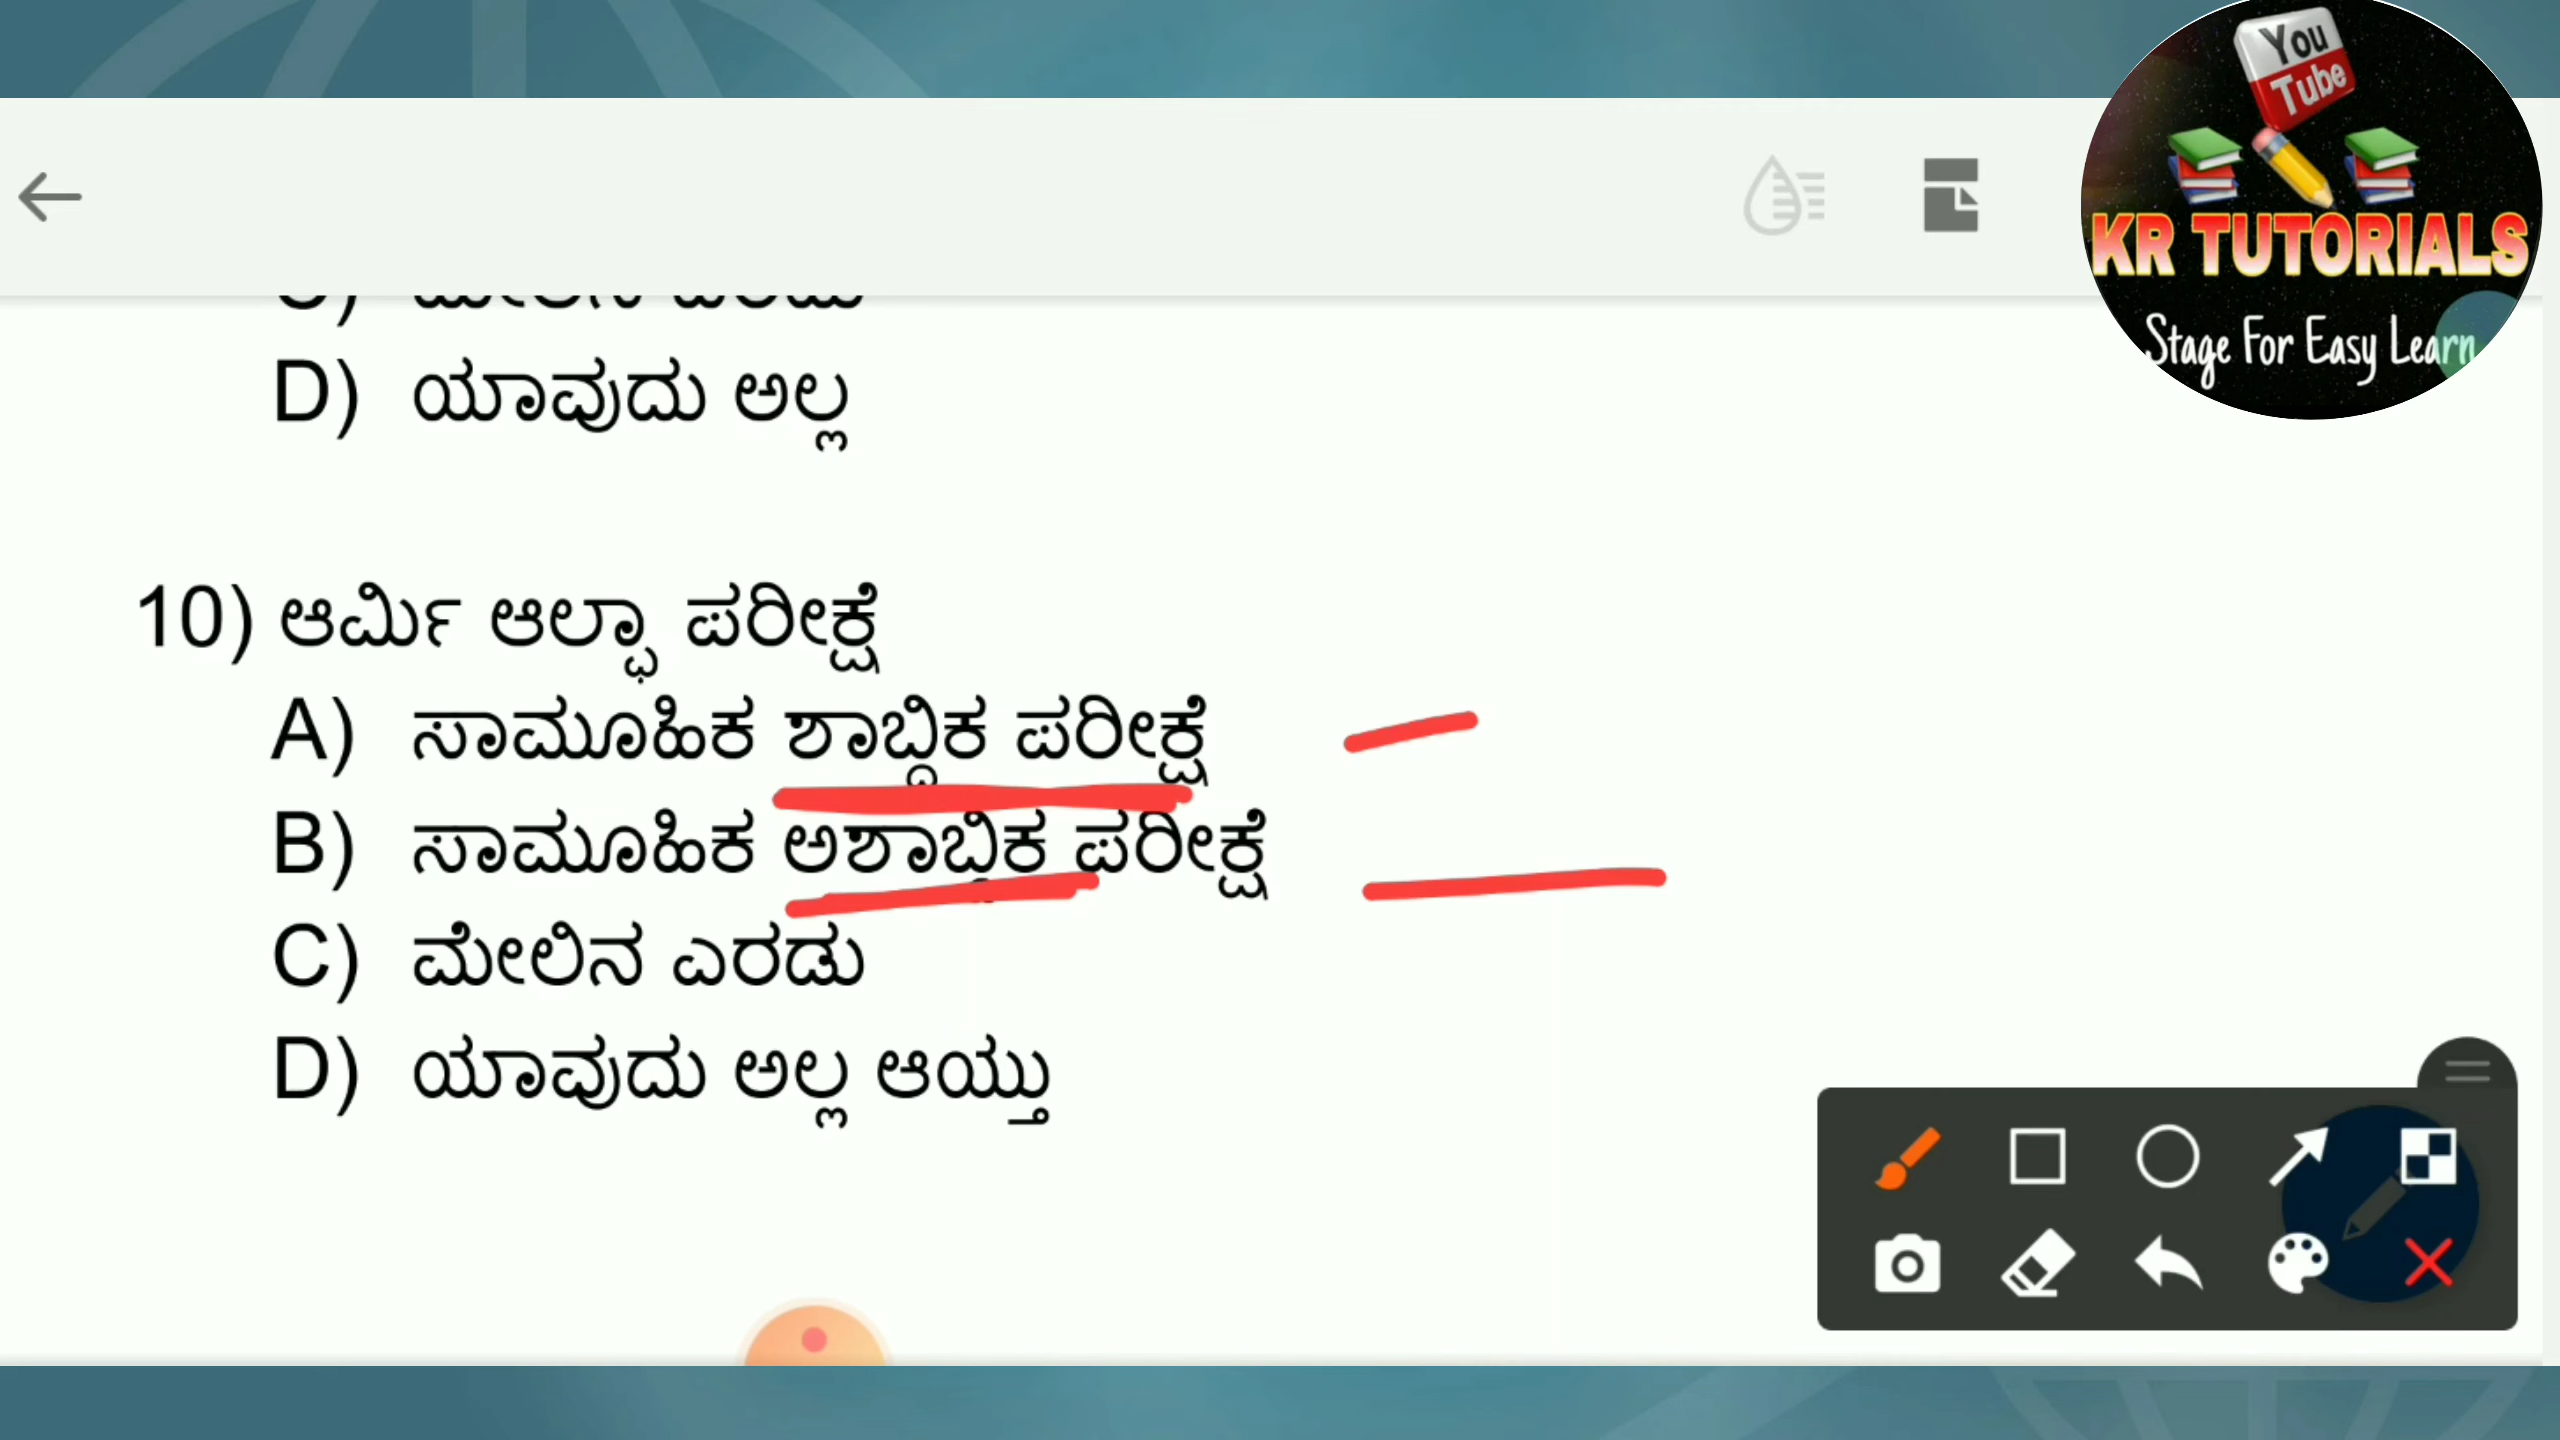 You
Tube
KR TUTORIALS
Stage For Easy Learn
D) ಯಾವುದು ಅಲ್ಲ
10) ಆರ್ಮಿ ಆಲ್ಫಾ ಪರೀಕ್ಷೆ
A) ಸಾಮೂಹಿಕ ಶಾಬ್ದಿಕ ಪರೀಕ್ಷೆ
B) ಸಾಮೂಹಿಕ ಅಶಾಬ್ದಿಕ ಪರೀಕ್ಷೆ
C) ಮೇಲಿನ ಎರಡು
D) ಯಾವುದು ಅಲ್ಲ ಆಯ್ತು